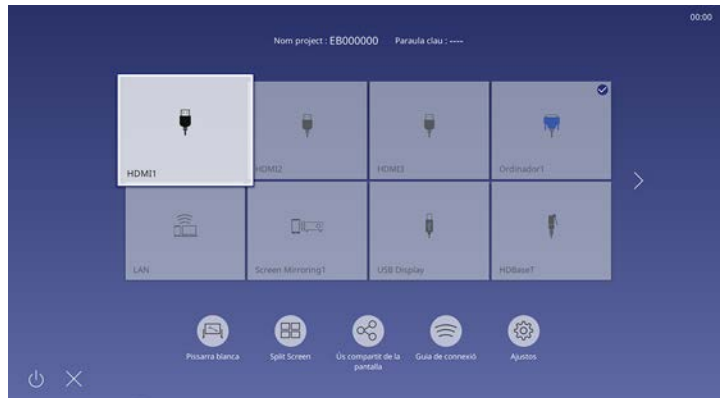 00:00
Nom project : EB000000 Paraula clau : ----
HDMI1
HDMI2
HDMI3
Ordinador1
LAN
Screen Mirroring1
USB Display
HDBaseT
Pissarra blanca
Split Screen
Ús compartit de la
pantalla
Guia de connexió
Ajustos